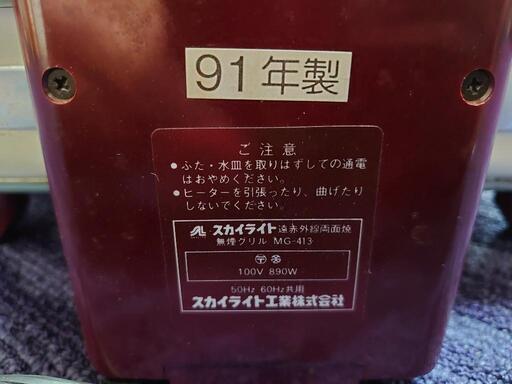 91年製
ご注意
●ふた・水皿を取りはずしての通電
はおやめください。
●ヒーターを引張ったり、曲げたり
しないでください。
スカイライト遠赤外線両面焼
無煙グリル MG-413
100V 890W
50Hz 60Hz共用
スカイライト工業株式会社